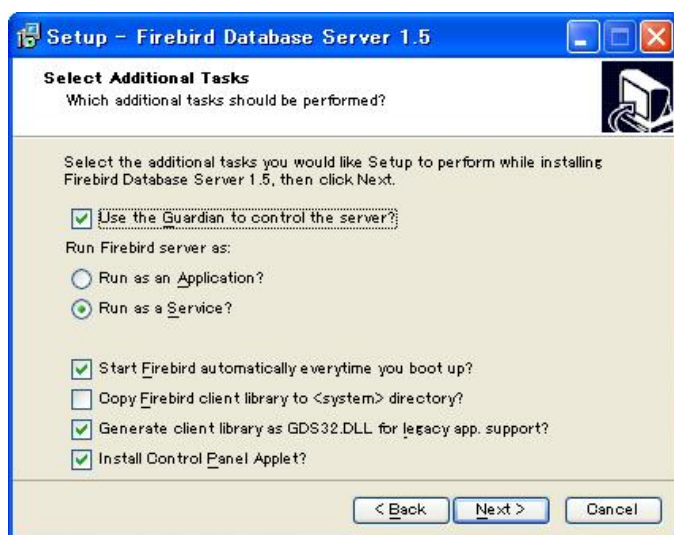 Setup - Firebird Database Server 1.5
Select Additional Tasks
Which additional tasks should be performed?
Select the additional tasks you would like Setup to perform while installing
Firebird Database Server 1.5, then click Next.
Use the Guardian to control the server?
Run Firebird server as:
Run as an Application?
Run as a Service?
Start Firebird automatically everytime you boot up?
Copy Firebird client library to <system> directory?
Generate client library as GDS32.DLL for legacy app. support?
Install Control Panel Applet?
< Back Next > Cancel